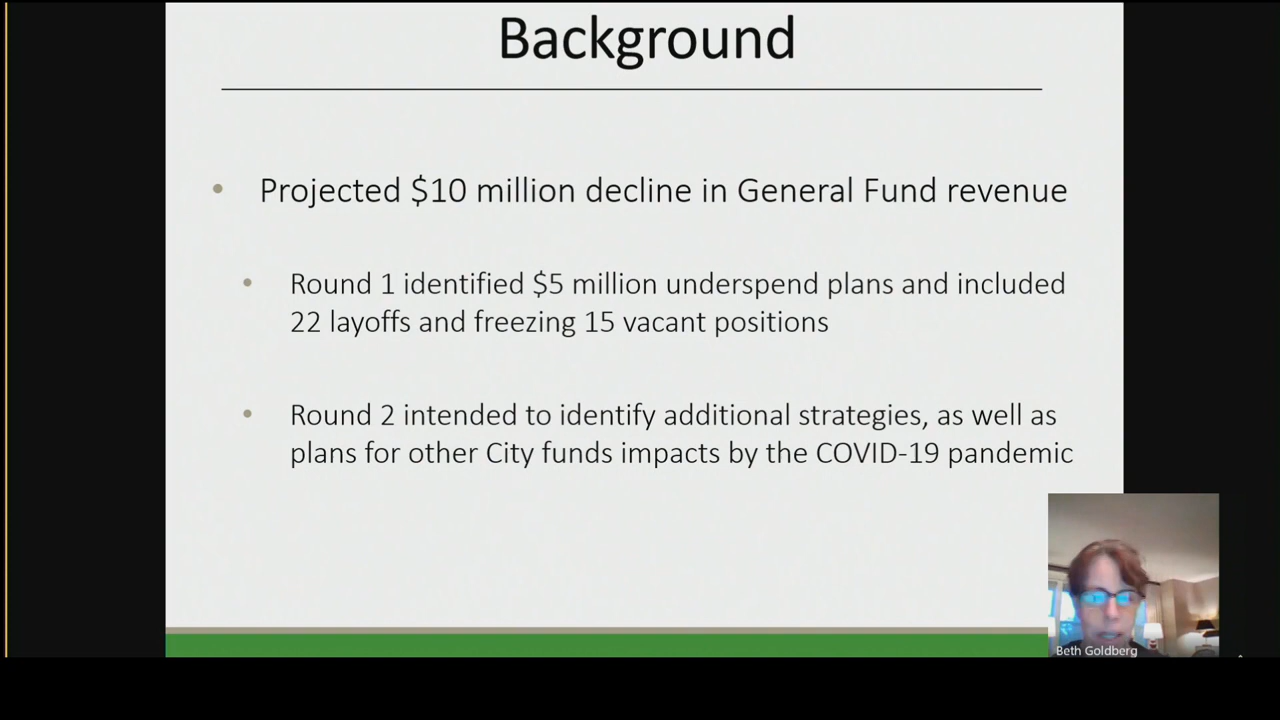 Background
• Projected $10 million decline in General Fund revenue
• Round 1 identified $5 million underspend plans and included
22 layoffs and freezing 15 vacant positions
• Round 2 intended to identify additional strategies, as well as
plans for other City funds impacts by the COVID-19 pandemic
Beth Goldberg